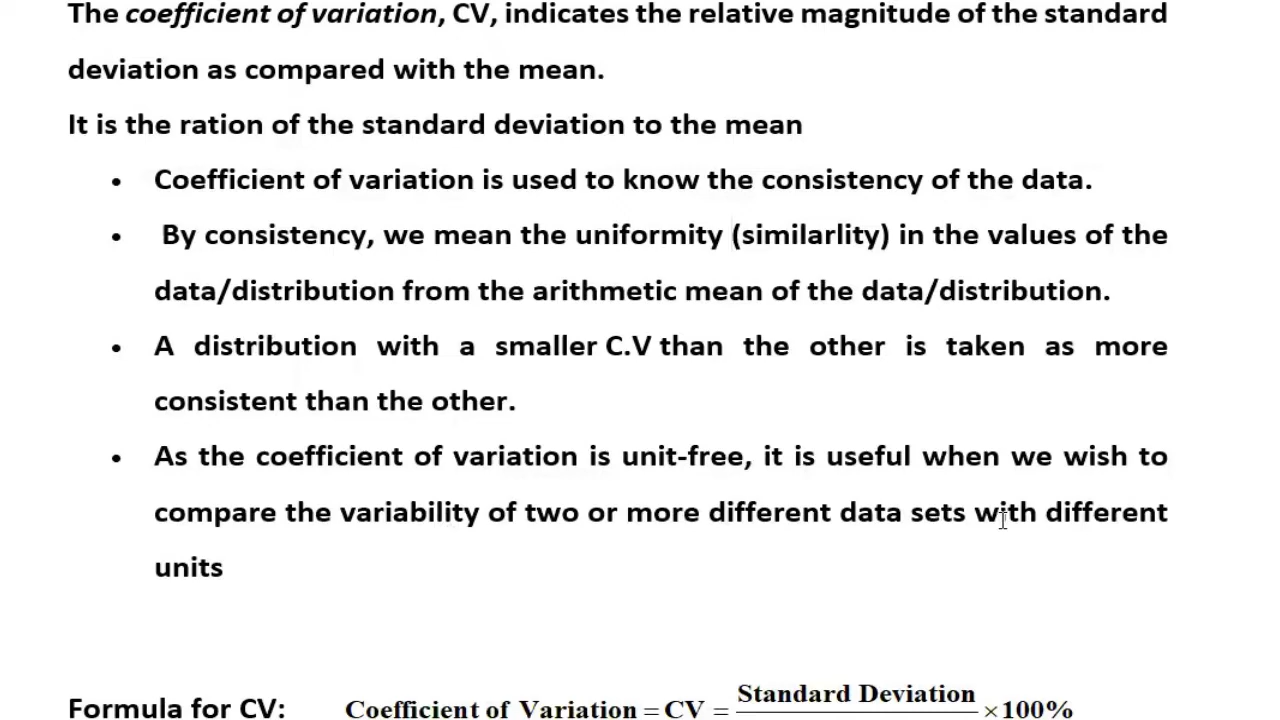 The coefficient of variation, CV, indicates the relative magnitude of the standard
deviation as compared with the mean.
It is the ration of the standard deviation to the mean
• Coefficient of variation is used to know the consistency of the data.
• By consistency, we mean the uniformity (similarlity) in the values of the
data/distribution from the arithmetic mean of the data/distribution.
• A distribution with a smaller C.V than the other is taken as more
consistent than the other.
• As the coefficient of variation is unit-free, it is useful when we wish to
compare the variability of two or more different data sets with different
units
Formula for CV: Coefficient of Variation = CV = Standard Deviation ×100%